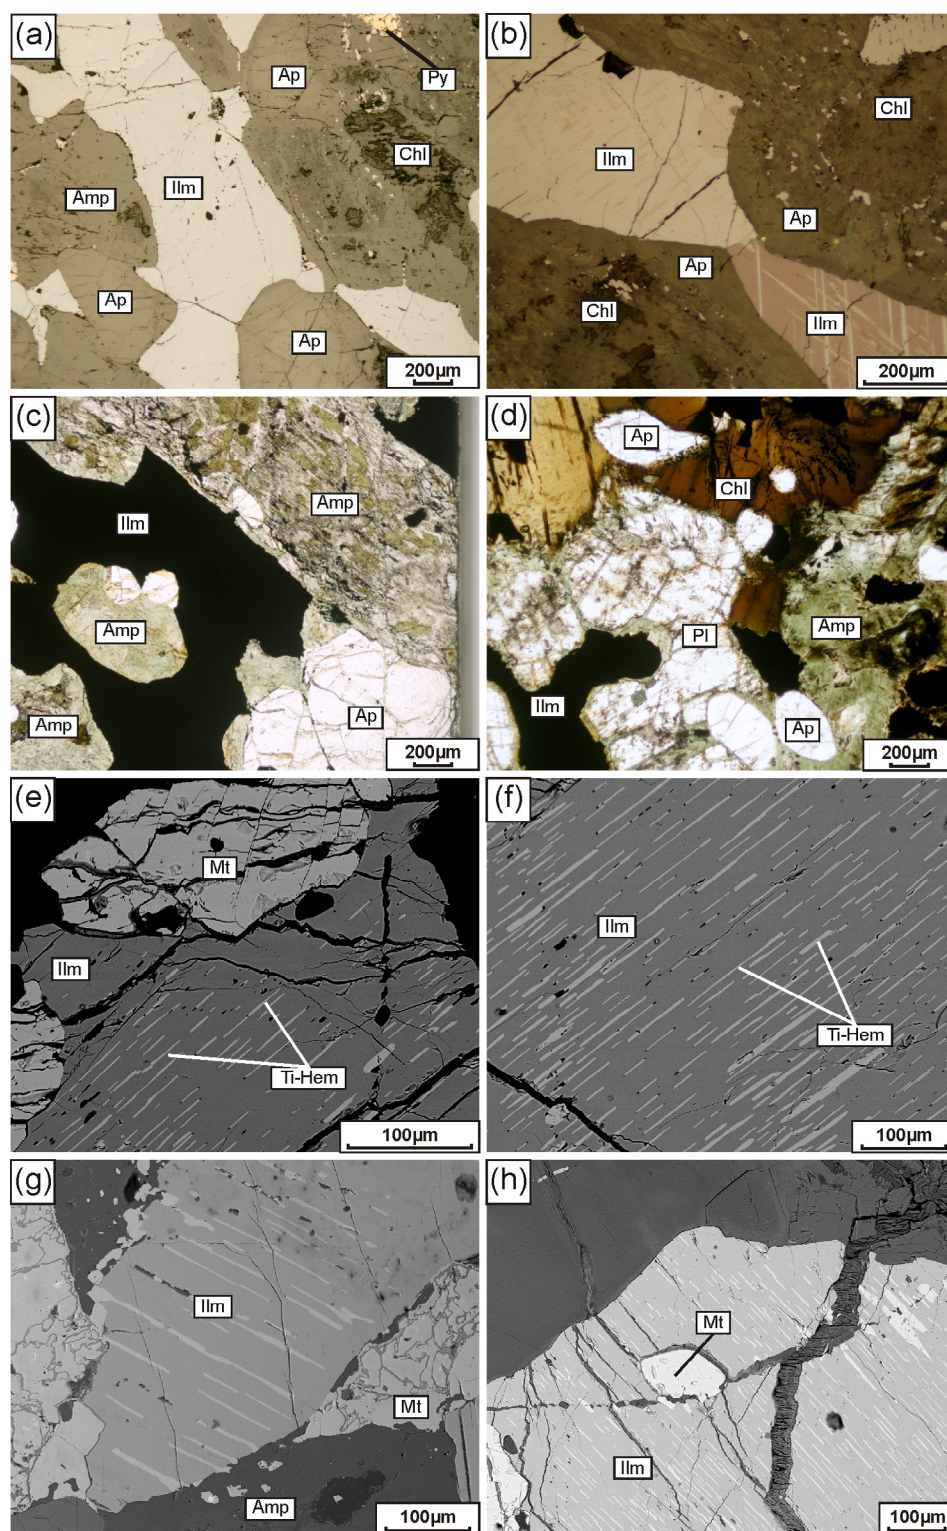 (a)
Ap
Py
Chl
Ilm
Amp
Ap
Ap
200µm
(b)
Chl
Ilm
Ap
Ap
Chl
Ilm
200µm
(c)
Amp
Ilm
Amp
Amp
Ap
200µm
(d)
Ap
Chl
Amp
Pl
Ilm
Ap
200µm
(e)
Mt
Ilm
Ti-Hem
100µm
(f)
Ilm
Ti-Hem
100µm
(g)
Ilm
Mt
Amp
100µm
(h)
Mt
Ilm
100µm